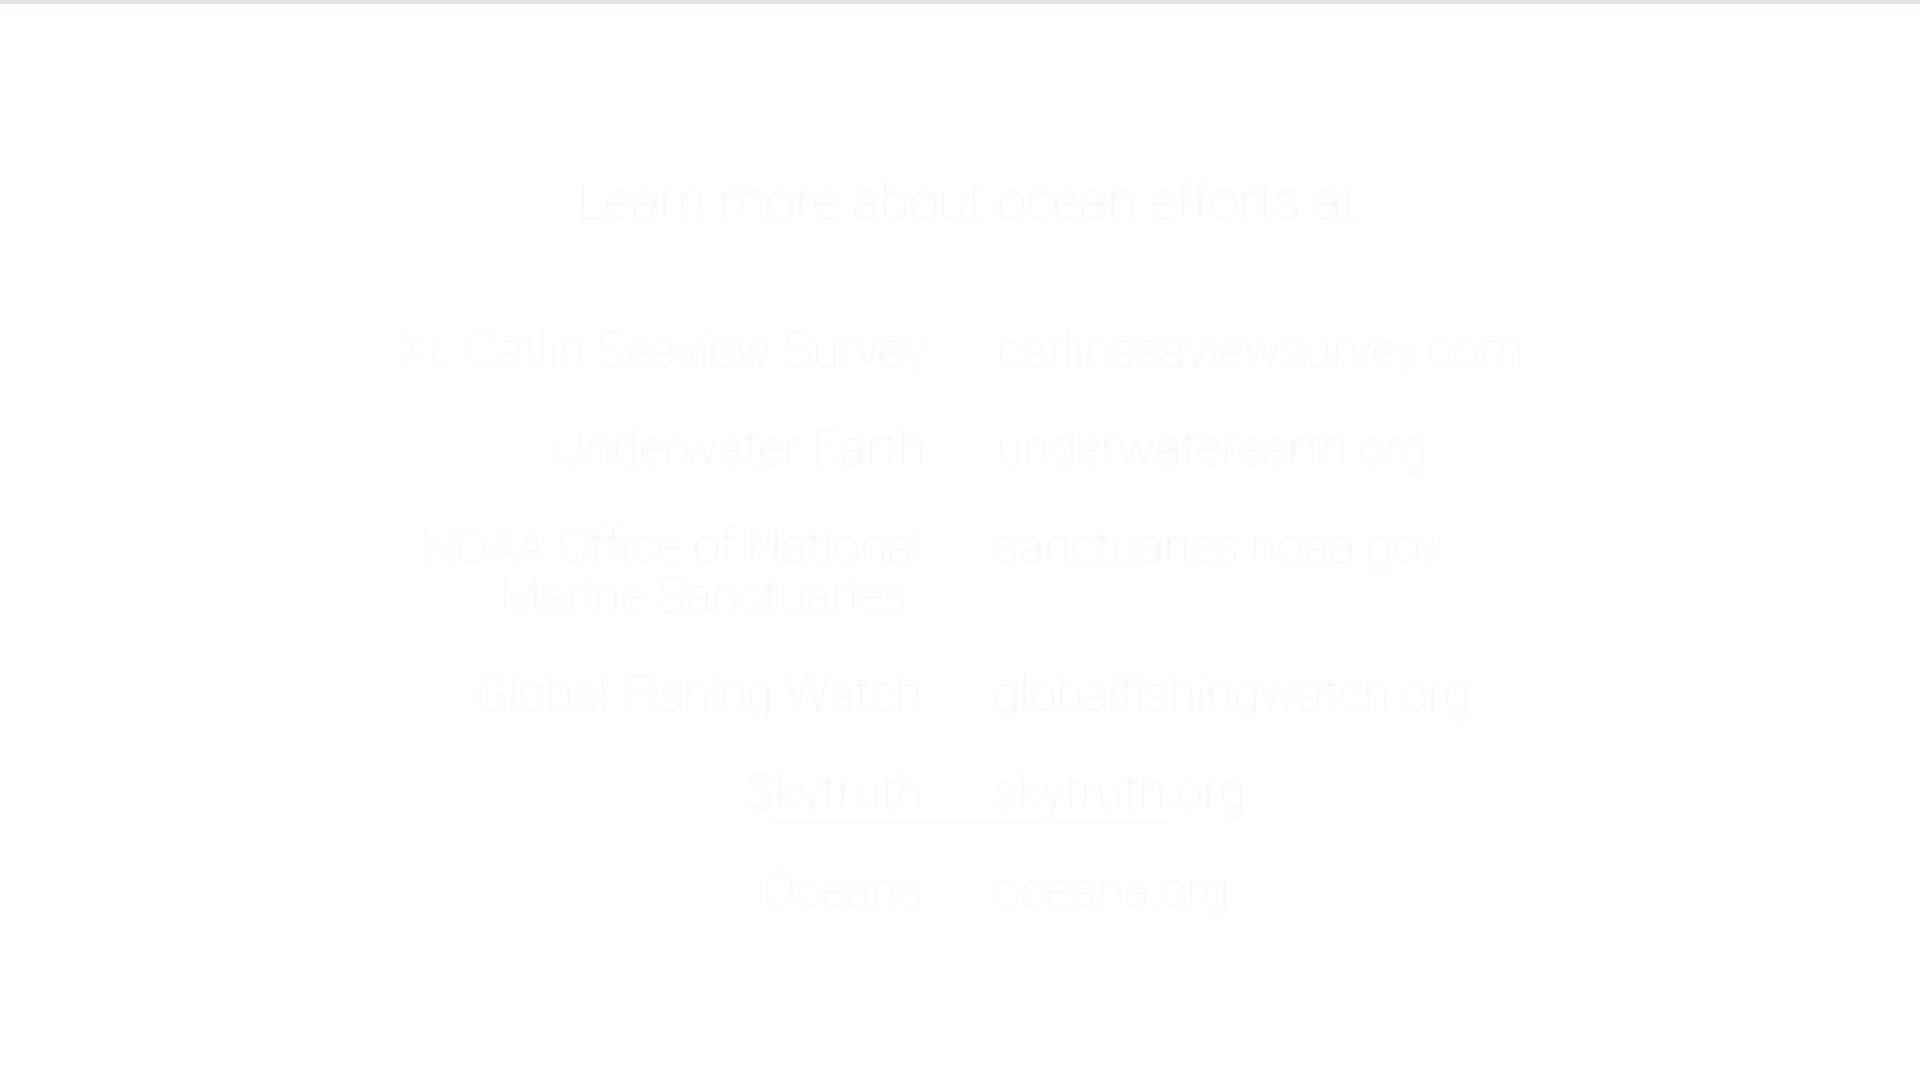 Learn more about ocean efforts at
XL Catlin Seaview Survey catlinseaviewsurvey.com
Underwater Earth underwaterearth.org
NOAA Office of National sanctuaries.noaa.gov
Marine Sanctuaries
Global Fishing Watch globalfishingwatch.org
Skytruth skytruth.org
Oceana oceana.org